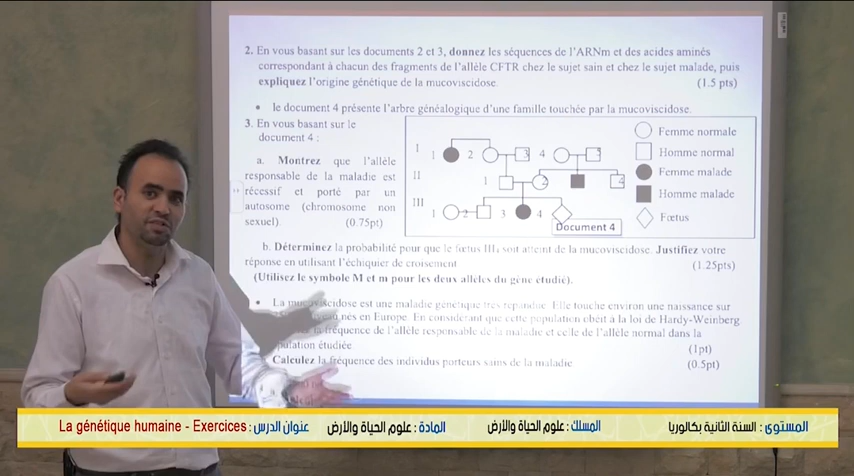 2. En vous basant sur les documents 2 et 3, donnez les séquences de l'ARNm et des acides aminés
correspondant à chacun des fragments de l'allèle CFTR chez le sujet sain et chez le sujet malade, puis
expliquez l'origine génétique de la mucoviscidose. (1.5 pts)
• le document 4 présente l'arbre généalogique d'une famille touchée par la mucoviscidose.
3. En vous basant sur le
document 4 :
a. Montrez que l'allèle
responsable de la maladie est
récessif et porté par un
autosome (chromosome non
sexuel). (0.75pt)
I 1 2 3 4 5
II 1 2 4
III 1 2 3 4
Femme normale
Homme normal
Femme malade
Homme malade
Fœtus
Document 4
b. Déterminez la probabilité pour que le fœtus III₄ soit atteint de la mucoviscidose. Justifiez votre
réponse en utilisant l'échiquier de croisement (1.25pts)
(Utilisez le symbole M et m pour les deux allèles du gène étudié).
• La mucoviscidose est une maladie génétique très répandue. Elle touche environ une naissance sur
nés en Europe. En considérant que cette population obéit à la loi de Hardy-Weinberg
la fréquence de l'allèle responsable de la maladie et celle de l'allèle normal dans la
étudiée (1pt)
Calculez la fréquence des individus porteurs sains de la maladie (0.5pt)
المستوى : السنة الثانية بكالوريا المسلك : علوم الحياة والأرض المادة : علوم الحياة والأرض عنوان الدرس : La génétique humaine - Exercices